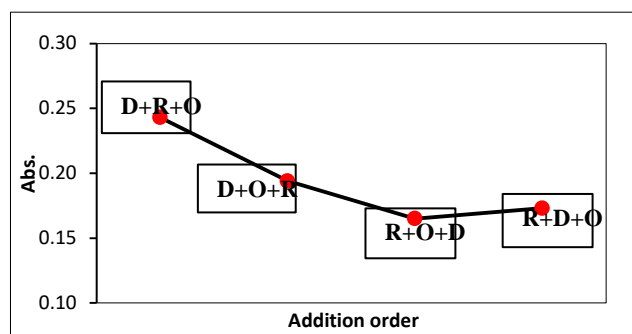 0.30
0.25
0.20
0.15
0.10
Abs.
D+R+O
D+O+R
R+O+D
R+D+O
Addition order